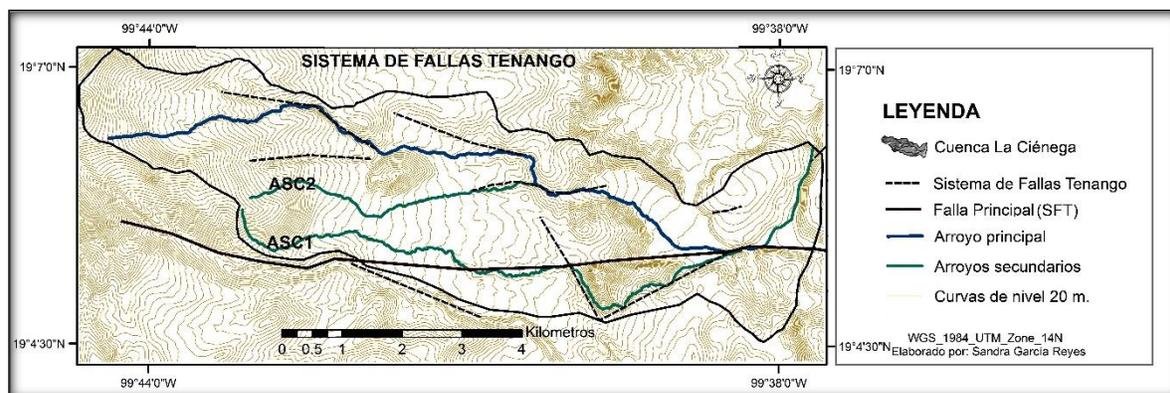 99°44'0"W
99°38'0"W
19°7'0"N
SISTEMA DE FALLAS TENANGO
19°7'0"N
ASC2
ASC1
Kilometros
0 0.5 1 2 3 4
19°4'30"N
19°4'30"N
99°44'0"W
99°38'0"W
LEYENDA
Cuenca La Ciénega
Sistema de Fallas Tenango
Falla Principal (SFT)
Arroyo principal
Arroyos secundarios
Curvas de nivel 20 m.
WGS_1984_UTM_Zone_14N
Elaborado por: Sandra García Reyes